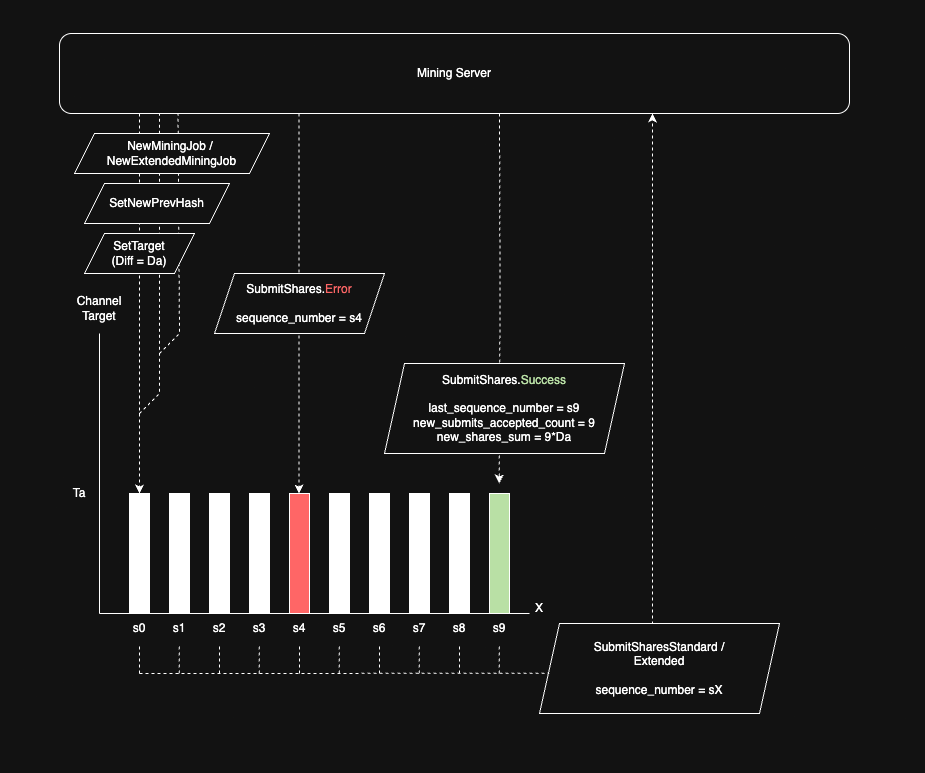 Mining Server
NewMiningJob /
NewExtendedMiningJob
SetNewPrevHash
SetTarget
(Diff = Da)
Channel
Target
SubmitShares.Error
sequence_number = s4
SubmitShares.Success
last_sequence_number = s9
new_submits_accepted_count = 9
new_shares_sum = 9*Da
Ta
X
s0 s1 s2 s3 s4 s5 s6 s7 s8 s9
SubmitSharesStandard /
Extended
sequence_number = sX